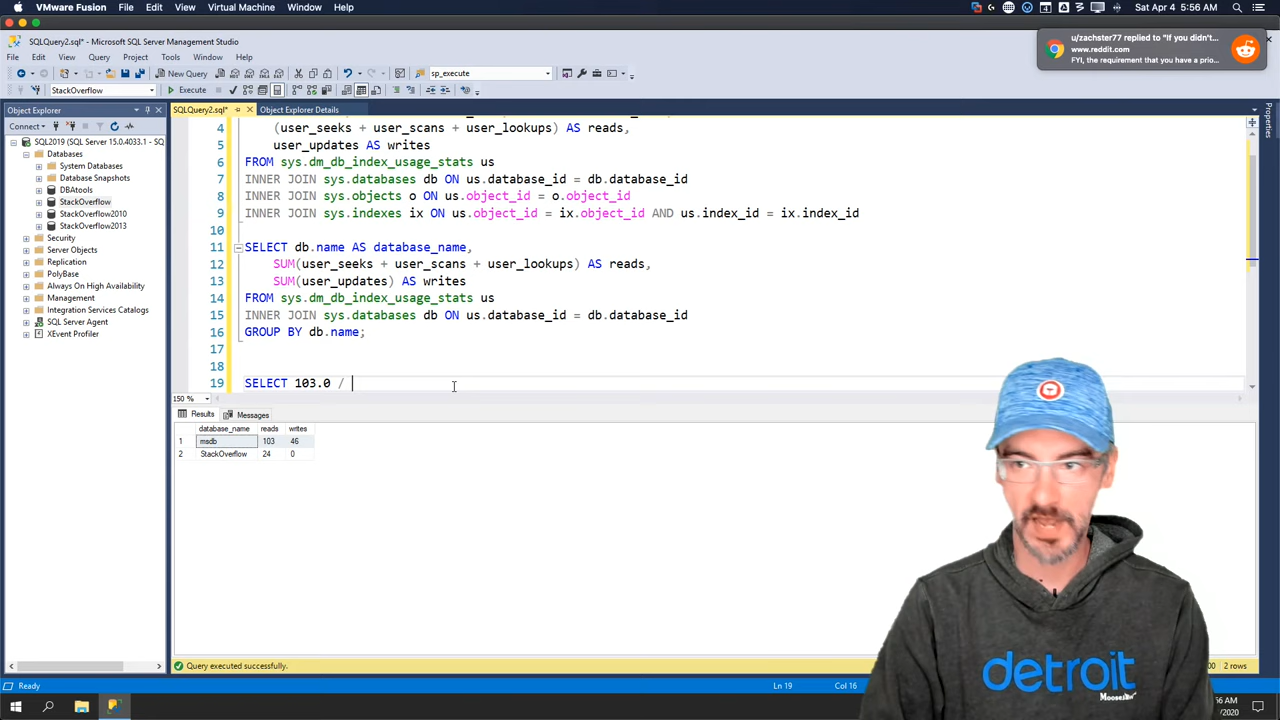 VMware Fusion File Edit View Virtual Machine Window Help Sat Apr 4 5:56 AM
SQLQuery2.sql* - Microsoft SQL Server Management Studio
u/zachster77 replied to "If you didn't...
www.reddit.com
FYI, the requirement that you have a prio...
File Edit View Query Project Tools Window Help
New Query sp_execute
StackOverflow Execute
Object Explorer
SQLQuery2.sql* Object Explorer Details
Properties
Connect
SQL2019 (SQL Server 15.0.4033.1 - SQ
Databases
System Databases
Database Snapshots
DBAtools
StackOverflow
StackOverflow2010
StackOverflow2013
Security
Server Objects
Replication
PolyBase
Always On High Availability
Management
Integration Services Catalogs
SQL Server Agent
XEvent Profiler
4 (user_seeks + user_scans + user_lookups) AS reads,
5 user_updates AS writes
6 FROM sys.dm_db_index_usage_stats us
7 INNER JOIN sys.databases db ON us.database_id = db.database_id
8 INNER JOIN sys.objects o ON us.object_id = o.object_id
9 INNER JOIN sys.indexes ix ON us.object_id = ix.object_id AND us.index_id = ix.index_id
10
11 SELECT db.name AS database_name,
12 SUM(user_seeks + user_scans + user_lookups) AS reads,
13 SUM(user_updates) AS writes
14 FROM sys.dm_db_index_usage_stats us
15 INNER JOIN sys.databases db ON us.database_id = db.database_id
16 GROUP BY db.name;
17
18
19 SELECT 103.0 /
150 %
Results Messages
database_name reads writes
1 msdb 103 46
2 StackOverflow 24 0
Query executed successfully.
2 rows
Ready Ln 19 Col 16
detroit
Moosejaw